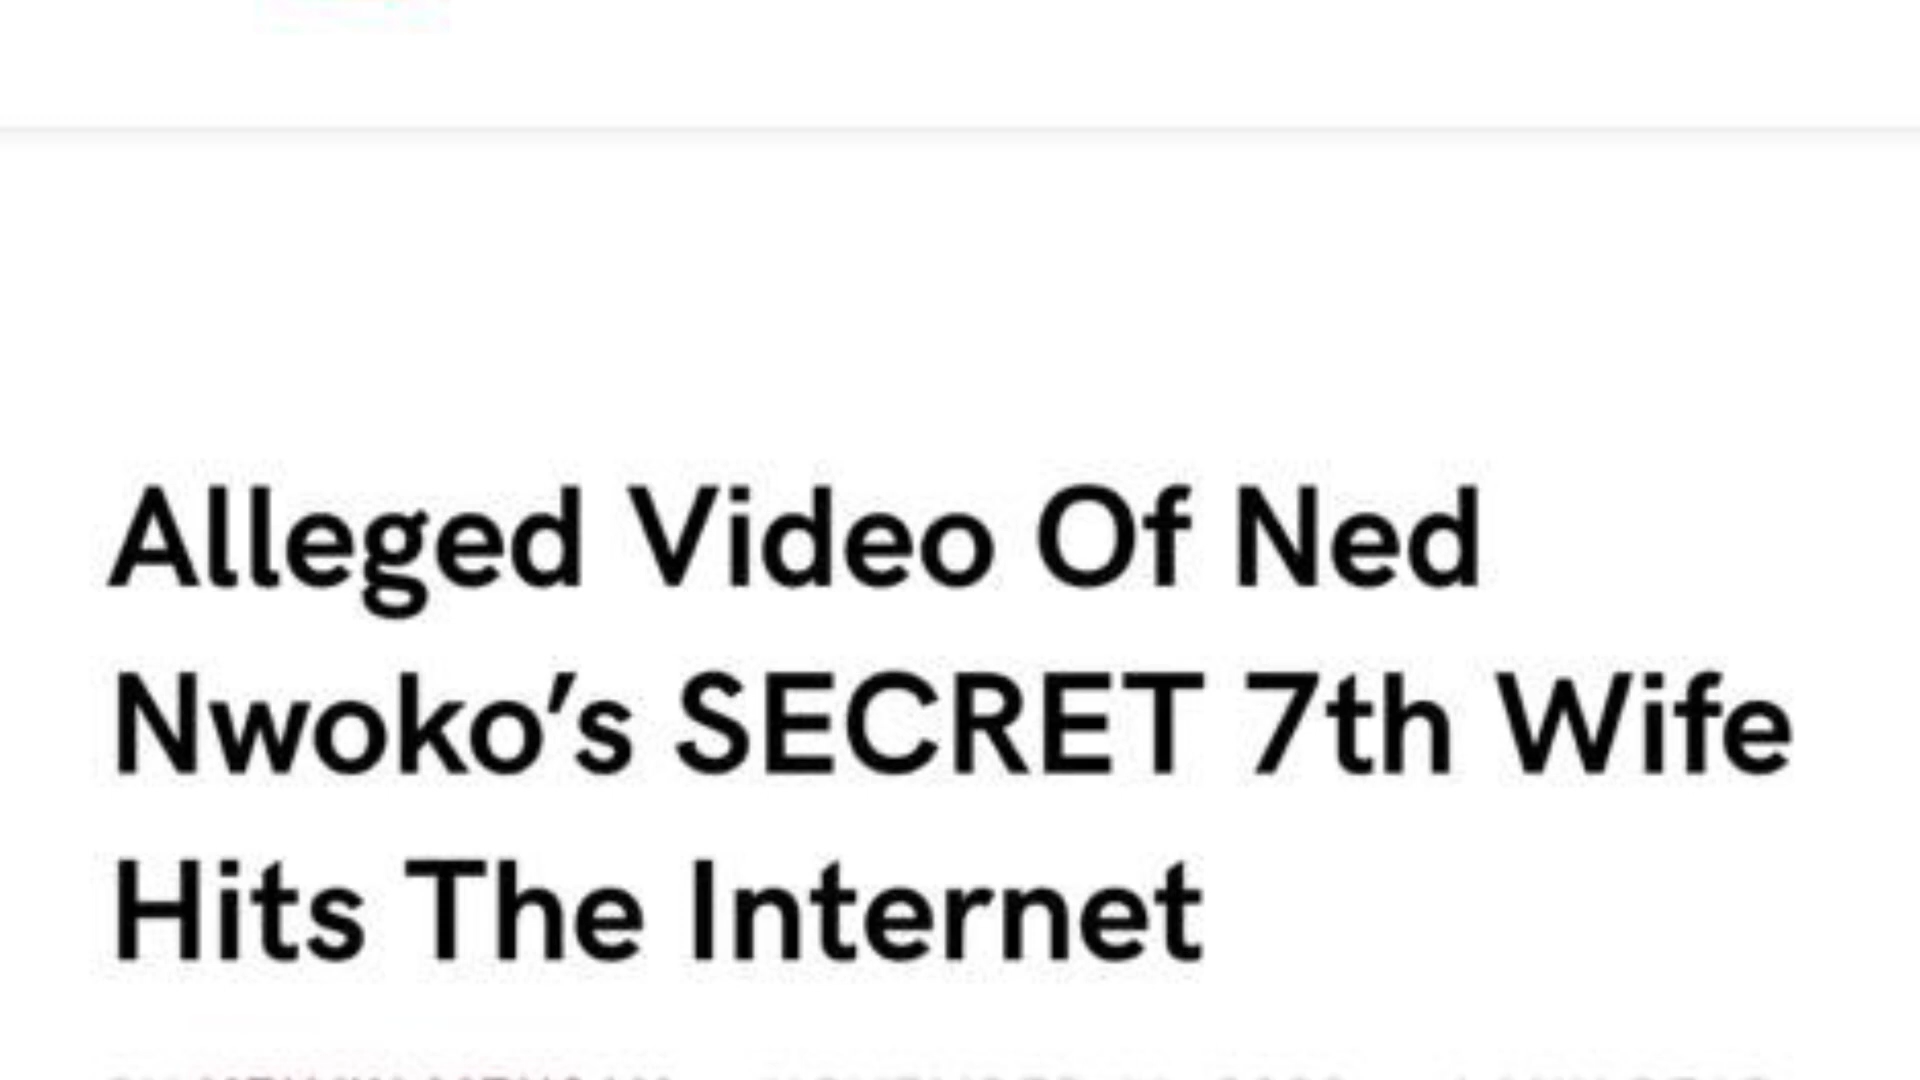 Alleged Video Of Ned
Nwoko’s SECRET 7th Wife
Hits The Internet